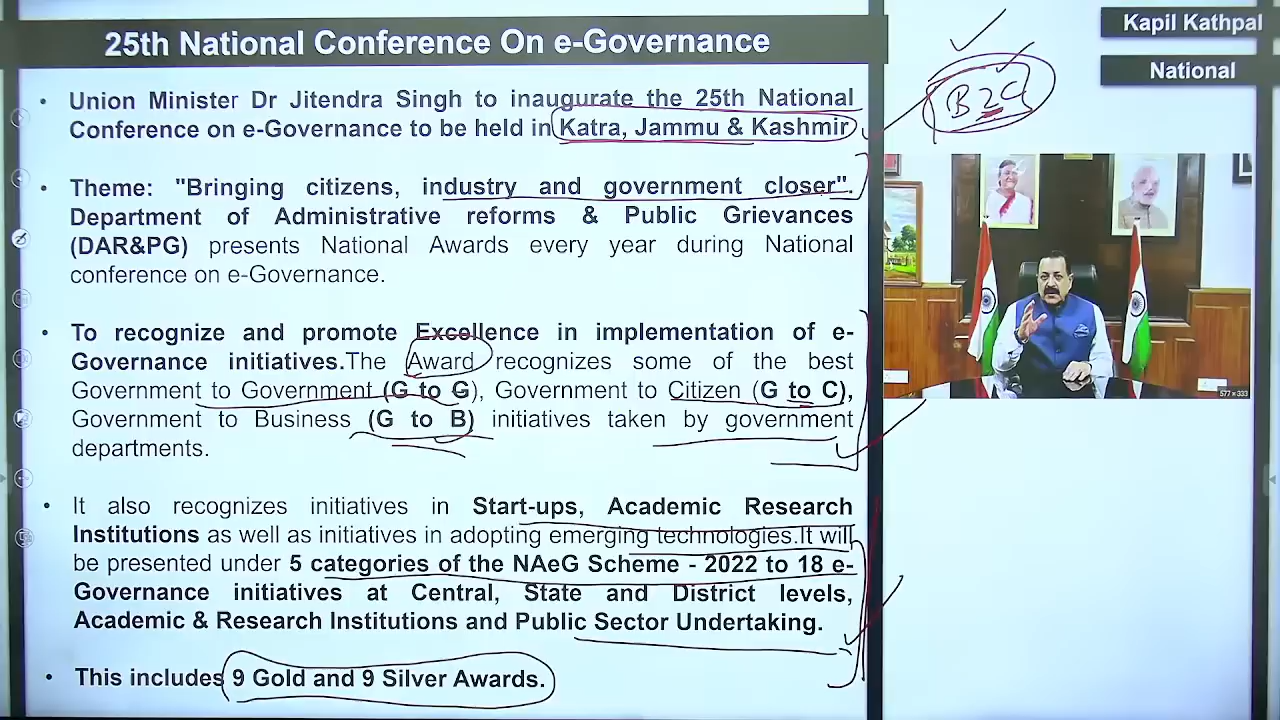 25th National Conference On e-Governance
Kapil Kathpal
National
B2C
• Union Minister Dr Jitendra Singh to inaugurate the 25th National
Conference on e-Governance to be held in Katra, Jammu & Kashmir
• Theme: "Bringing citizens, industry and government closer".
Department of Administrative reforms & Public Grievances
(DAR&PG) presents National Awards every year during National
conference on e-Governance.
• To recognize and promote Excellence in implementation of e-
Governance initiatives.The Award recognizes some of the best
Government to Government (G to G), Government to Citizen (G to C),
Government to Business (G to B) initiatives taken by government
departments.
• It also recognizes initiatives in Start-ups, Academic Research
Institutions as well as initiatives in adopting emerging technologies.It will
be presented under 5 categories of the NAeG Scheme - 2022 to 18 e-
Governance initiatives at Central, State and District levels,
Academic & Research Institutions and Public Sector Undertaking.
• This includes 9 Gold and 9 Silver Awards.
577 x 333